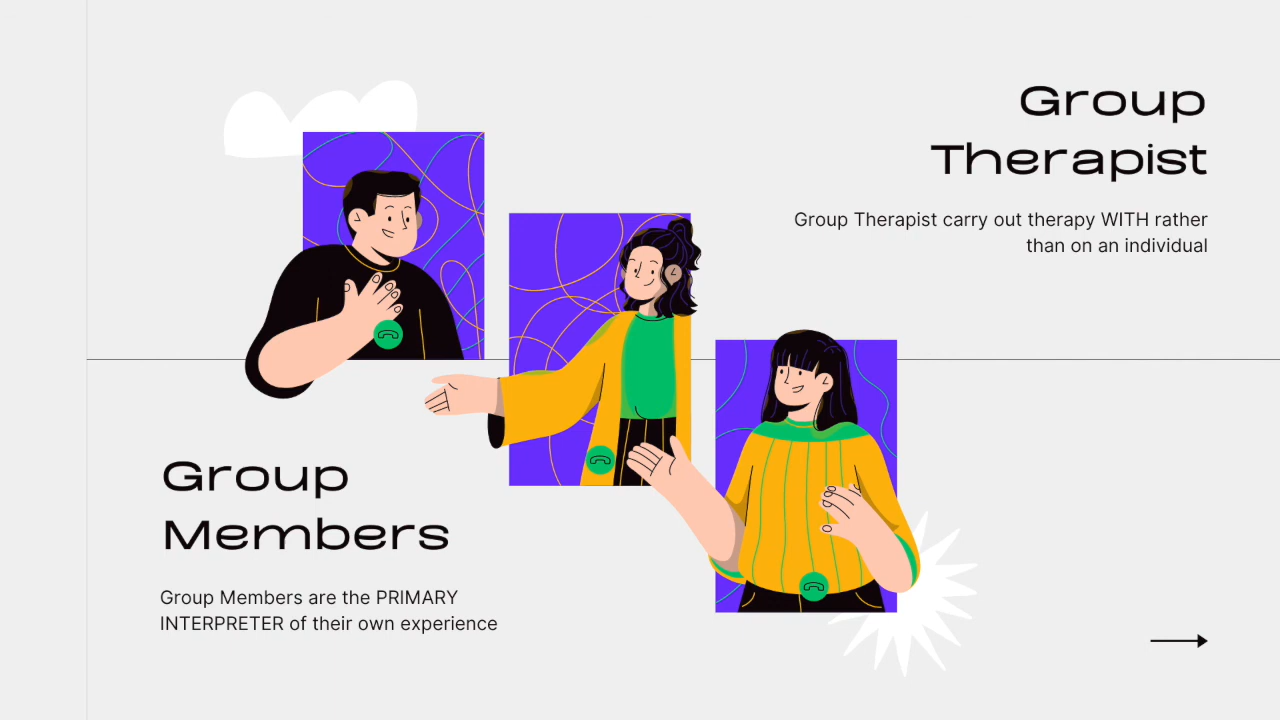 Group
Therapist
Group Therapist carry out therapy WITH rather
than on an individual
Group
Members
Group Members are the PRIMARY
INTERPRETER of their own experience